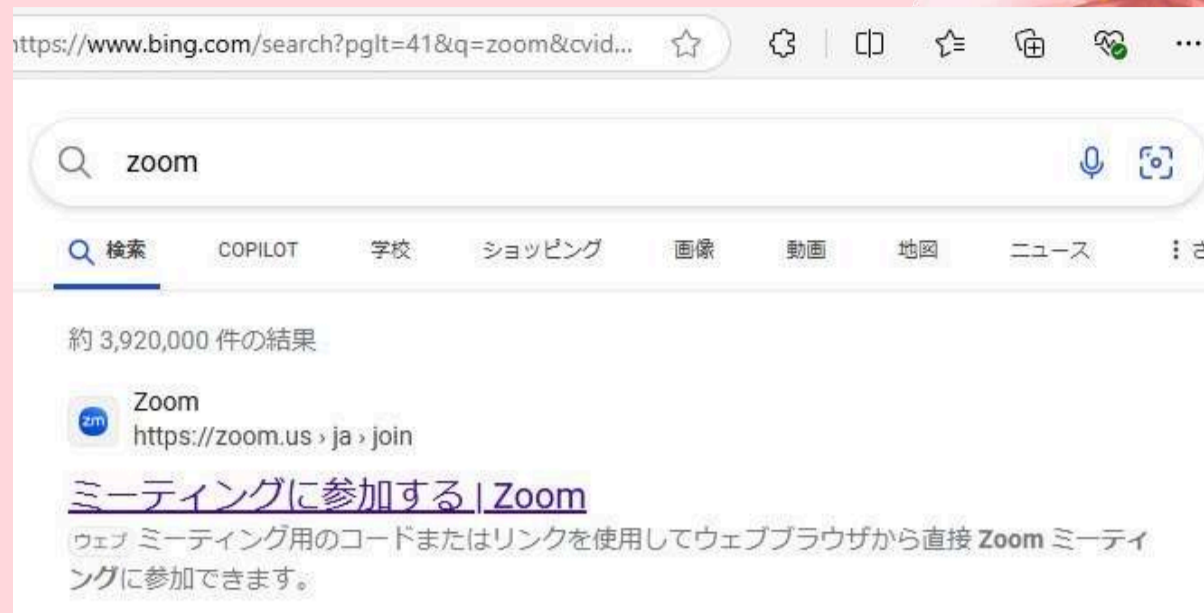 ttps://www.bing.com/search?pglt=41&q=zoom&cvid...
zoom
検索 COPILOT 学校 ショッピング 画像 動画 地図 ニュース さ
約 3,920,000 件の結果
zm
Zoom
https://zoom.us › ja › join
ミーティングに参加する | Zoom
ウェブ ミーティング用のコードまたはリンクを使用してウェブブラウザから直接 Zoom ミーティ
ングに参加できます。